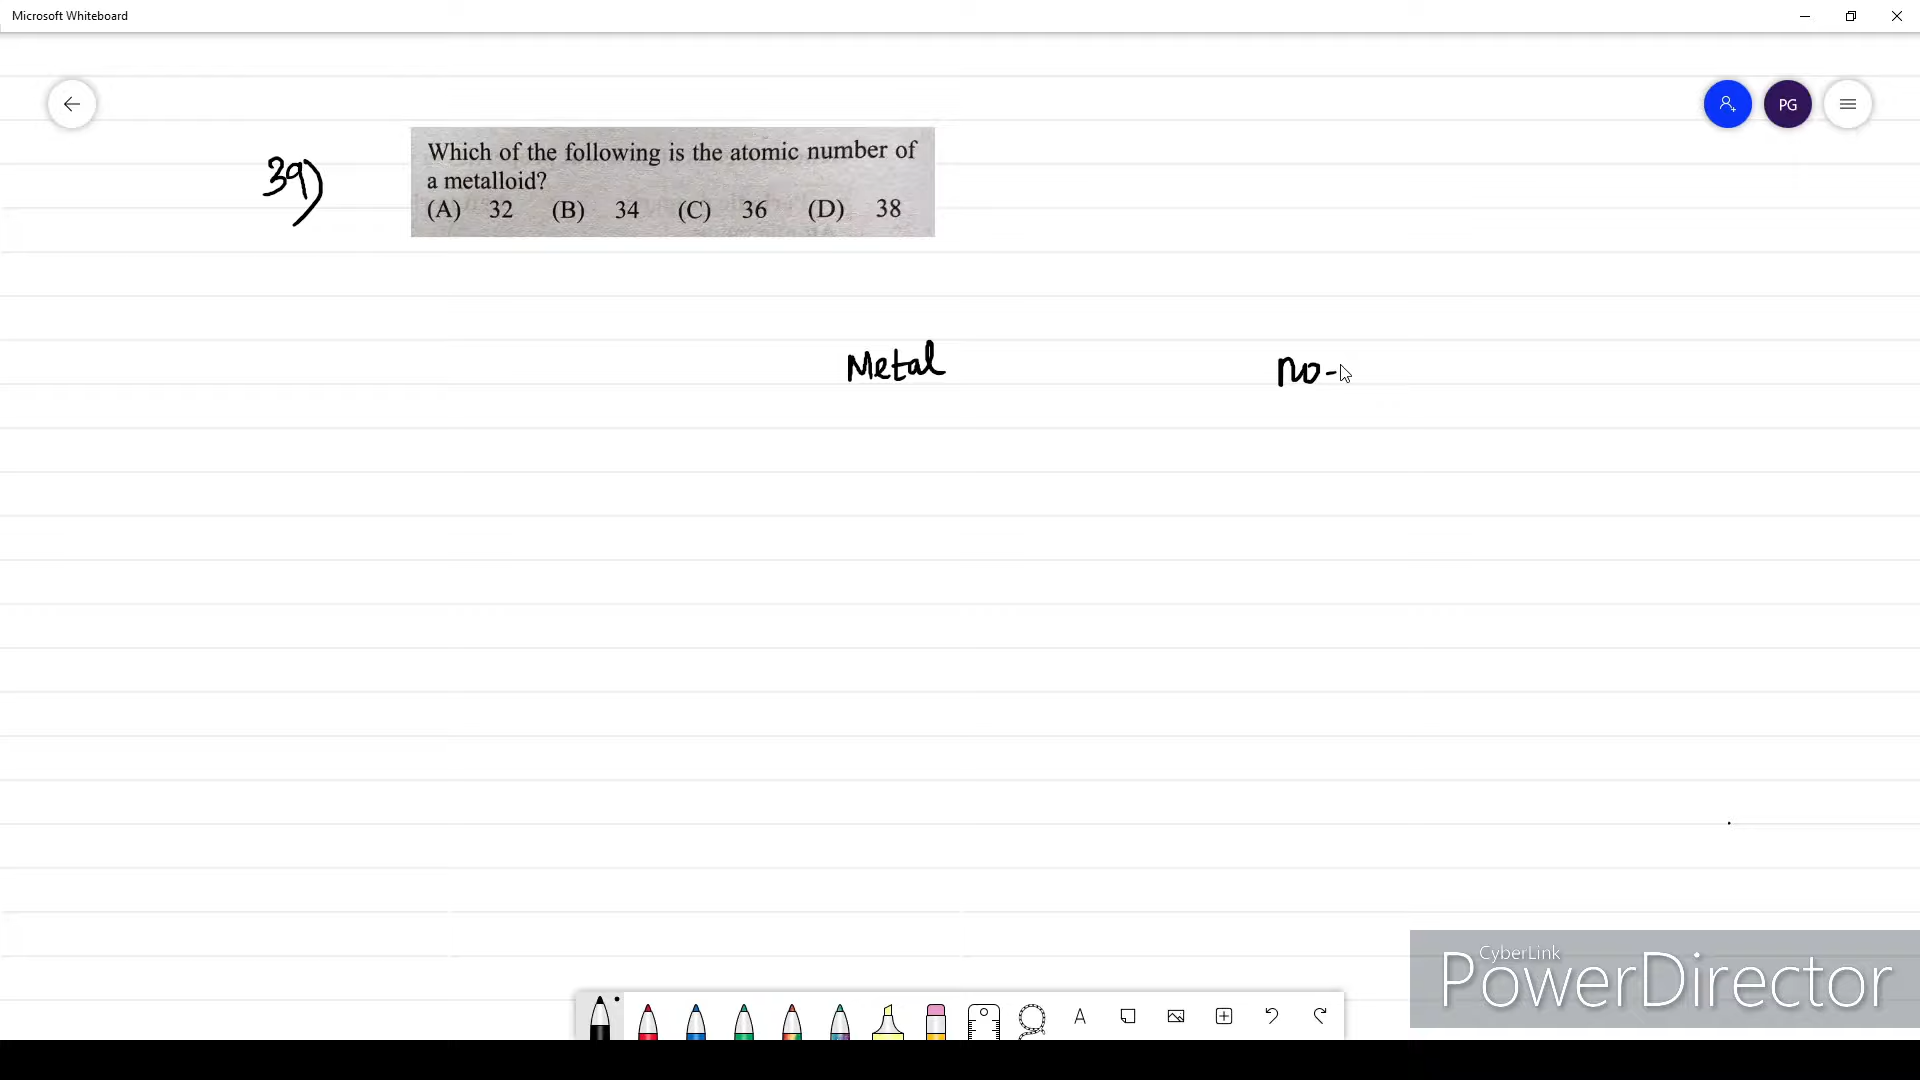 Microsoft Whiteboard
PG
39)
Which of the following is the atomic number of
a metalloid?
(A) 32 (B) 34 (C) 36 (D) 38
Metal
no-
A
CyberLink
PowerDirector